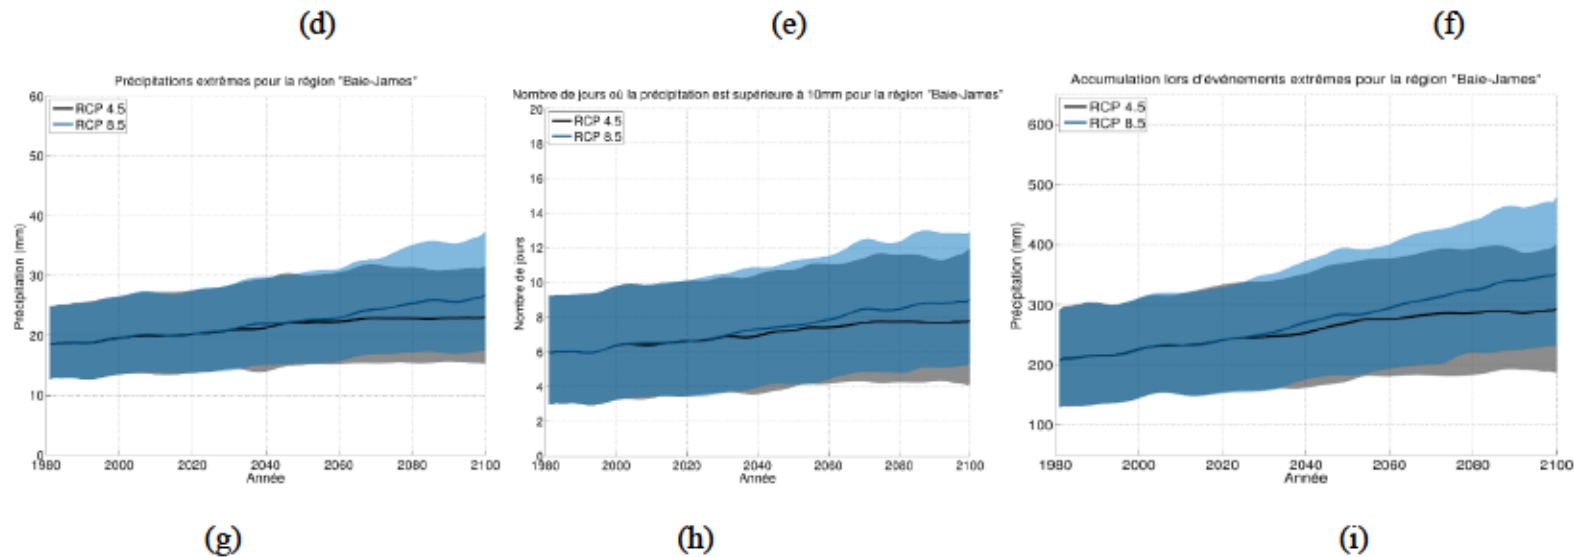 (d) (e) (f)
Précipitations extrêmes pour la région "Baie-James"
60
RCP 4.5
RCP 8.5
50
40
30
20
10
0
Précipitation (mm)
1980 2000 2020 2040 2060 2080 2100
Année
Nombre de jours où la précipitation est supérieure à 10mm pour la région "Baie-James"
20
RCP 4.5
RCP 8.5
18
16
14
12
10
8
6
4
2
0
Nombre de jours
1980 2000 2020 2040 2060 2080 2100
Année
Accumulation lors d'événements extrêmes pour la région "Baie-James"
RCP 4.5
RCP 8.5
600
500
400
300
200
100
Précipitation (mm)
1980 2000 2020 2040 2060 2080 2100
Année
(g) (h) (i)